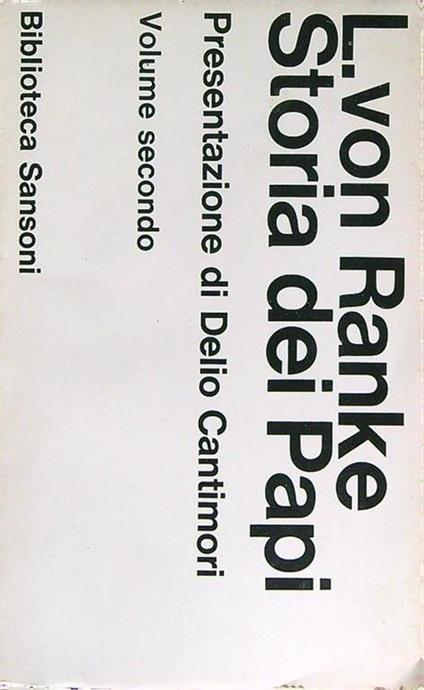 L.von Ranke
Storia dei Papi
Presentazione di Delio Cantimori
Volume secondo
Biblioteca Sansoni